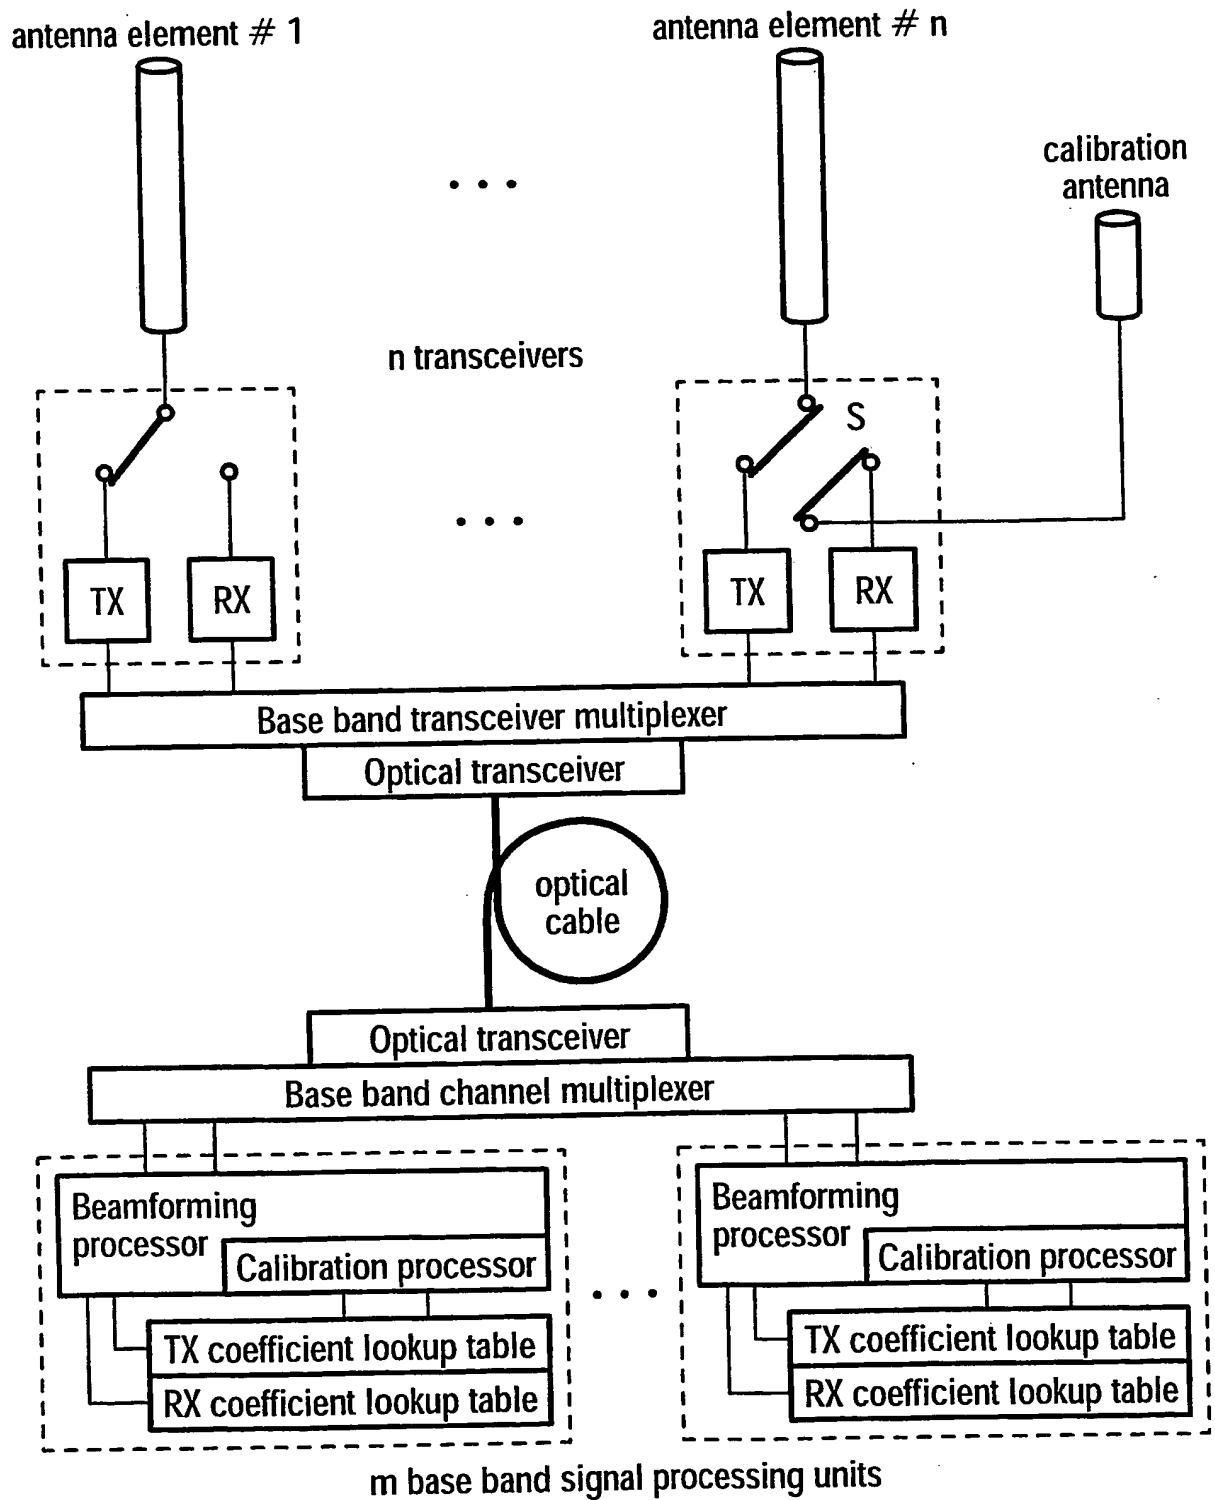 antenna element # 1
antenna element # n
calibration
antenna
n transceivers
S
TX
RX
TX
RX
Base band transceiver multiplexer
Optical transceiver
optical
cable
Optical transceiver
Base band channel multiplexer
Beamforming
processor
Calibration processor
TX coefficient lookup table
RX coefficient lookup table
Beamforming
processor
Calibration processor
TX coefficient lookup table
RX coefficient lookup table
m base band signal processing units